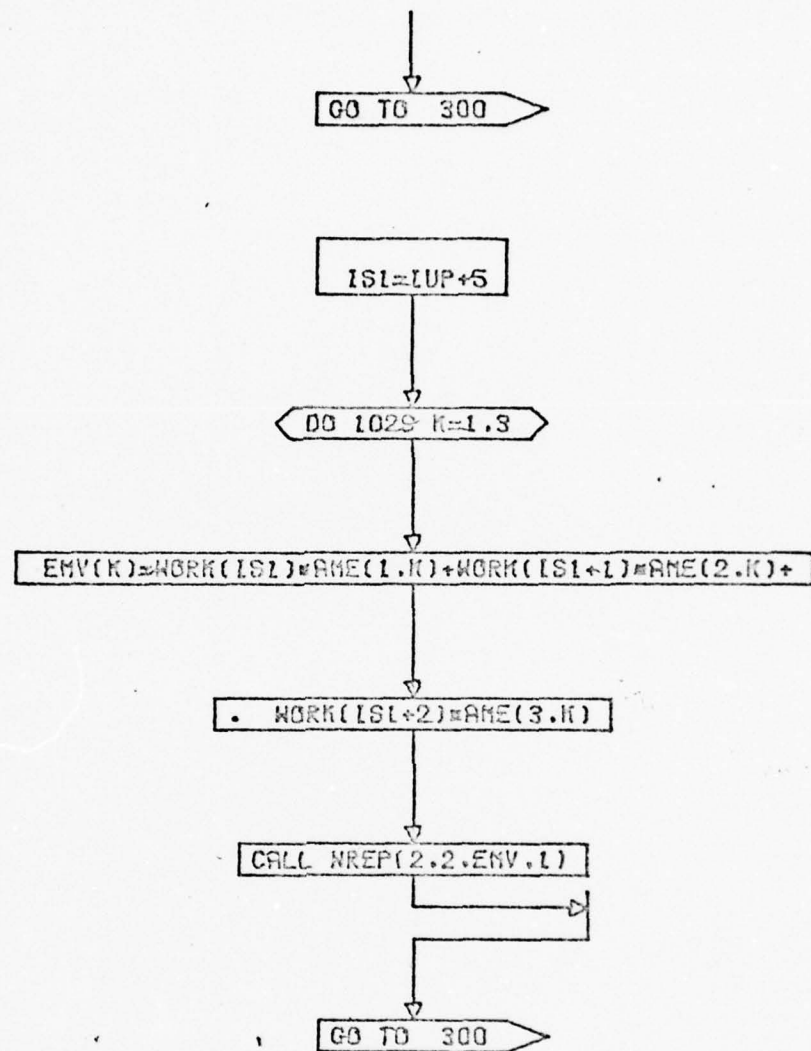 GO TO 300
IS1=IUP+5
DO 1029 K=1,3
EMV(K)=WORK(IS1)*AME(1,K)+WORK(IS1+1)*AME(2,K)+
. WORK(IS1+2)*AME(3,K)
CALL WREP(2,2,EMV,1)
GO TO 300